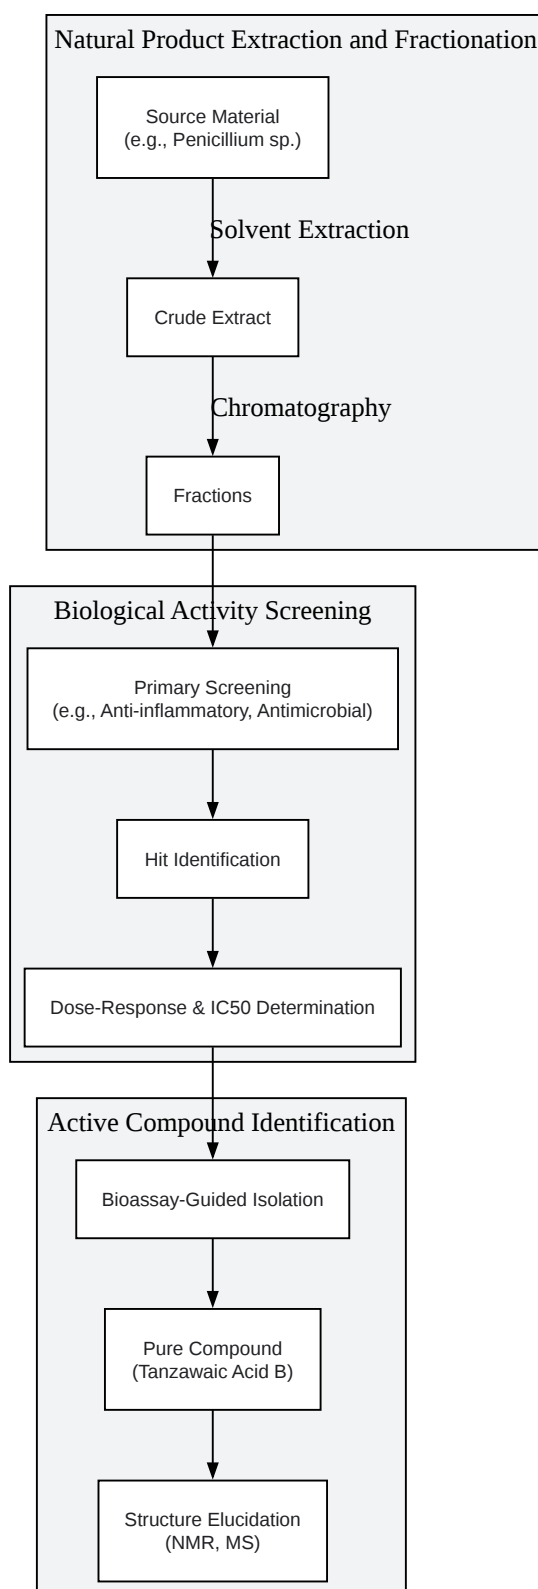 Natural Product Extraction and Fractionation
Source Material
(e.g., Penicillium sp.)
Solvent Extraction
Crude Extract
Chromatography
Fractions
Biological Activity Screening
Primary Screening
(e.g., Anti-inflammatory, Antimicrobial)
Hit Identification
Dose-Response & IC50 Determination
Active Compound Identification
Bioassay-Guided Isolation
Pure Compound
(Tanzawaic Acid B)
Structure Elucidation
(NMR, MS)